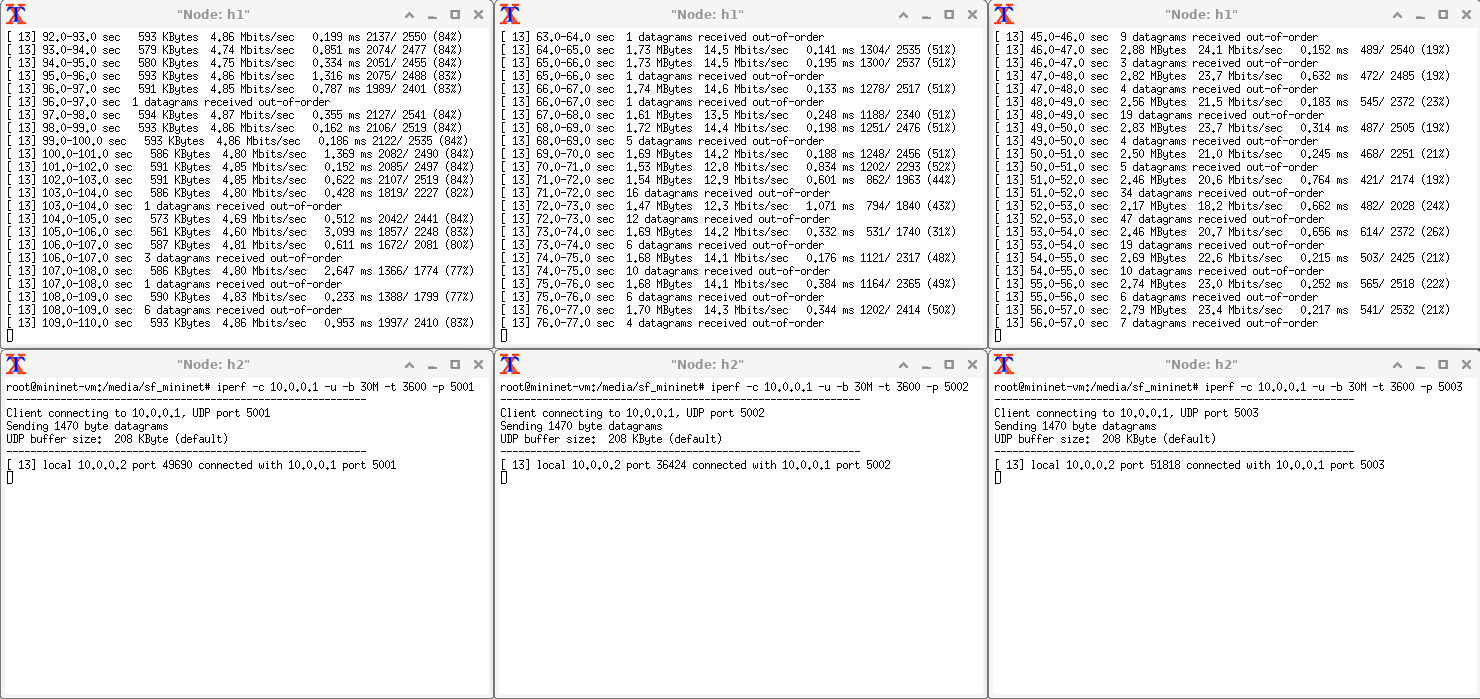 "Node: h1"
[ 13] 92.0-93.0 sec   593 KBytes  4.86 Mbits/sec   0.199 ms 2137/ 2550 (84%)
[ 13] 93.0-94.0 sec   579 KBytes  4.74 Mbits/sec   0.851 ms 2074/ 2477 (84%)
[ 13] 94.0-95.0 sec   580 KBytes  4.75 Mbits/sec   0.334 ms 2051/ 2455 (84%)
[ 13] 95.0-96.0 sec   593 KBytes  4.86 Mbits/sec   1.316 ms 2075/ 2488 (83%)
[ 13] 96.0-97.0 sec   591 KBytes  4.85 Mbits/sec   0.787 ms 1989/ 2401 (83%)
[ 13] 96.0-97.0 sec  1 datagrams received out-of-order
[ 13] 97.0-98.0 sec   594 KBytes  4.87 Mbits/sec   0.355 ms 2127/ 2541 (84%)
[ 13] 98.0-99.0 sec   593 KBytes  4.86 Mbits/sec   0.162 ms 2106/ 2519 (84%)
[ 13] 99.0-100.0 sec   593 KBytes  4.86 Mbits/sec   0.186 ms 2122/ 2535 (84%)
[ 13] 100.0-101.0 sec   586 KBytes  4.80 Mbits/sec   1.369 ms 2082/ 2490 (84%)
[ 13] 101.0-102.0 sec   591 KBytes  4.85 Mbits/sec   0.152 ms 2085/ 2497 (84%)
[ 13] 102.0-103.0 sec   591 KBytes  4.85 Mbits/sec   0.622 ms 2107/ 2519 (84%)
[ 13] 103.0-104.0 sec   586 KBytes  4.80 Mbits/sec   0.428 ms 1819/ 2227 (82%)
[ 13] 103.0-104.0 sec  1 datagrams received out-of-order
[ 13] 104.0-105.0 sec   573 KBytes  4.69 Mbits/sec   0.512 ms 2042/ 2441 (84%)
[ 13] 105.0-106.0 sec   561 KBytes  4.60 Mbits/sec   3.099 ms 1857/ 2248 (83%)
[ 13] 106.0-107.0 sec   587 KBytes  4.81 Mbits/sec   0.611 ms 1672/ 2081 (80%)
[ 13] 106.0-107.0 sec  3 datagrams received out-of-order
[ 13] 107.0-108.0 sec   586 KBytes  4.80 Mbits/sec   2.647 ms 1366/ 1774 (77%)
[ 13] 107.0-108.0 sec  1 datagrams received out-of-order
[ 13] 108.0-109.0 sec   590 KBytes  4.83 Mbits/sec   0.233 ms 1388/ 1799 (77%)
[ 13] 108.0-109.0 sec  6 datagrams received out-of-order
[ 13] 109.0-110.0 sec   593 KBytes  4.86 Mbits/sec   0.953 ms 1997/ 2410 (83%)
"Node: h1"
[ 13] 63.0-64.0 sec  1 datagrams received out-of-order
[ 13] 64.0-65.0 sec  1.73 MBytes  14.5 Mbits/sec   0.141 ms 1304/ 2535 (51%)
[ 13] 65.0-66.0 sec  1.73 MBytes  14.5 Mbits/sec   0.195 ms 1300/ 2537 (51%)
[ 13] 65.0-66.0 sec  1 datagrams received out-of-order
[ 13] 66.0-67.0 sec  1.74 MBytes  14.6 Mbits/sec   0.133 ms 1278/ 2517 (51%)
[ 13] 66.0-67.0 sec  1 datagrams received out-of-order
[ 13] 67.0-68.0 sec  1.61 MBytes  13.5 Mbits/sec   0.248 ms 1188/ 2340 (51%)
[ 13] 68.0-69.0 sec  1.72 MBytes  14.4 Mbits/sec   0.198 ms 1251/ 2476 (51%)
[ 13] 68.0-69.0 sec  5 datagrams received out-of-order
[ 13] 69.0-70.0 sec  1.69 MBytes  14.2 Mbits/sec   0.188 ms 1248/ 2456 (51%)
[ 13] 70.0-71.0 sec  1.53 MBytes  12.8 Mbits/sec   0.834 ms 1202/ 2293 (52%)
[ 13] 71.0-72.0 sec  1.54 MBytes  12.9 Mbits/sec   0.601 ms  862/ 1963 (44%)
[ 13] 71.0-72.0 sec  16 datagrams received out-of-order
[ 13] 72.0-73.0 sec  1.47 MBytes  12.3 Mbits/sec   1.071 ms  794/ 1840 (43%)
[ 13] 72.0-73.0 sec  12 datagrams received out-of-order
[ 13] 73.0-74.0 sec  1.69 MBytes  14.2 Mbits/sec   0.332 ms  531/ 1740 (31%)
[ 13] 73.0-74.0 sec  6 datagrams received out-of-order
[ 13] 74.0-75.0 sec  1.68 MBytes  14.1 Mbits/sec   0.176 ms 1121/ 2317 (48%)
[ 13] 74.0-75.0 sec  10 datagrams received out-of-order
[ 13] 75.0-76.0 sec  1.68 MBytes  14.1 Mbits/sec   0.384 ms 1164/ 2365 (49%)
[ 13] 75.0-76.0 sec  6 datagrams received out-of-order
[ 13] 76.0-77.0 sec  1.70 MBytes  14.3 Mbits/sec   0.344 ms 1202/ 2414 (50%)
[ 13] 76.0-77.0 sec  4 datagrams received out-of-order
"Node: h1"
[ 13] 45.0-46.0 sec  9 datagrams received out-of-order
[ 13] 46.0-47.0 sec  2.88 MBytes  24.1 Mbits/sec   0.152 ms  489/ 2540 (19%)
[ 13] 46.0-47.0 sec  3 datagrams received out-of-order
[ 13] 47.0-48.0 sec  2.82 MBytes  23.7 Mbits/sec   0.632 ms  472/ 2485 (19%)
[ 13] 47.0-48.0 sec  4 datagrams received out-of-order
[ 13] 48.0-49.0 sec  2.56 MBytes  21.5 Mbits/sec   0.183 ms  545/ 2372 (23%)
[ 13] 48.0-49.0 sec  19 datagrams received out-of-order
[ 13] 49.0-50.0 sec  2.83 MBytes  23.7 Mbits/sec   0.314 ms  487/ 2505 (19%)
[ 13] 49.0-50.0 sec  4 datagrams received out-of-order
[ 13] 50.0-51.0 sec  2.50 MBytes  21.0 Mbits/sec   0.245 ms  468/ 2251 (21%)
[ 13] 50.0-51.0 sec  5 datagrams received out-of-order
[ 13] 51.0-52.0 sec  2.46 MBytes  20.6 Mbits/sec   0.764 ms  421/ 2174 (19%)
[ 13] 51.0-52.0 sec  34 datagrams received out-of-order
[ 13] 52.0-53.0 sec  2.17 MBytes  18.2 Mbits/sec   0.662 ms  482/ 2028 (24%)
[ 13] 52.0-53.0 sec  47 datagrams received out-of-order
[ 13] 53.0-54.0 sec  2.46 MBytes  20.7 Mbits/sec   0.656 ms  614/ 2372 (26%)
[ 13] 53.0-54.0 sec  19 datagrams received out-of-order
[ 13] 54.0-55.0 sec  2.69 MBytes  22.6 Mbits/sec   0.215 ms  503/ 2425 (21%)
[ 13] 54.0-55.0 sec  10 datagrams received out-of-order
[ 13] 55.0-56.0 sec  2.74 MBytes  23.0 Mbits/sec   0.252 ms  565/ 2518 (22%)
[ 13] 55.0-56.0 sec  6 datagrams received out-of-order
[ 13] 56.0-57.0 sec  2.79 MBytes  23.4 Mbits/sec   0.217 ms  541/ 2532 (21%)
[ 13] 56.0-57.0 sec  7 datagrams received out-of-order
"Node: h2"
root@mininet-vm:/media/sf_mininet# iperf -c 10.0.0.1 -u -b 30M -t 3600 -p 5001
------------------------------------------------------------
Client connecting to 10.0.0.1, UDP port 5001
Sending 1470 byte datagrams
UDP buffer size:  208 KByte (default)
------------------------------------------------------------
[ 13] local 10.0.0.2 port 49690 connected with 10.0.0.1 port 5001
"Node: h2"
root@mininet-vm:/media/sf_mininet# iperf -c 10.0.0.1 -u -b 30M -t 3600 -p 5002
------------------------------------------------------------
Client connecting to 10.0.0.1, UDP port 5002
Sending 1470 byte datagrams
UDP buffer size:  208 KByte (default)
------------------------------------------------------------
[ 13] local 10.0.0.2 port 36424 connected with 10.0.0.1 port 5002
"Node: h2"
root@mininet-vm:/media/sf_mininet# iperf -c 10.0.0.1 -u -b 30M -t 3600 -p 5003
------------------------------------------------------------
Client connecting to 10.0.0.1, UDP port 5003
Sending 1470 byte datagrams
UDP buffer size:  208 KByte (default)
------------------------------------------------------------
[ 13] local 10.0.0.2 port 51818 connected with 10.0.0.1 port 5003